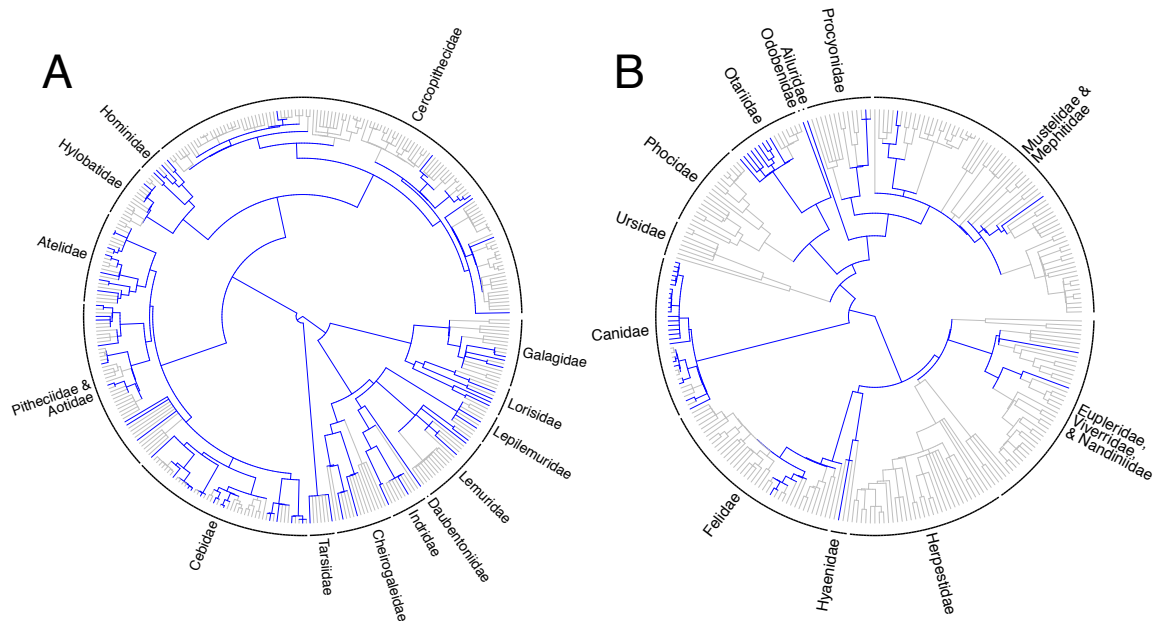 A
Cercopithecidae
Hominidae
Hylobatidae
Atelidae
Pitheciidae &
Aotidae
Cebidae
Tarsiidae
Cheirogaleidae
Indridae
Daubentoniidae
Lemuridae
Lepilemuridae
Lorisidae
Galagidae
B
Procyonidae
Ailuridae
Odobenidae
Otariidae
Phocidae
Ursidae
Canidae
Felidae
Hyaenidae
Herpestidae
Eupleridae,
Viverridae,
& Nandiniidae
Mustelidae &
Mephitidae